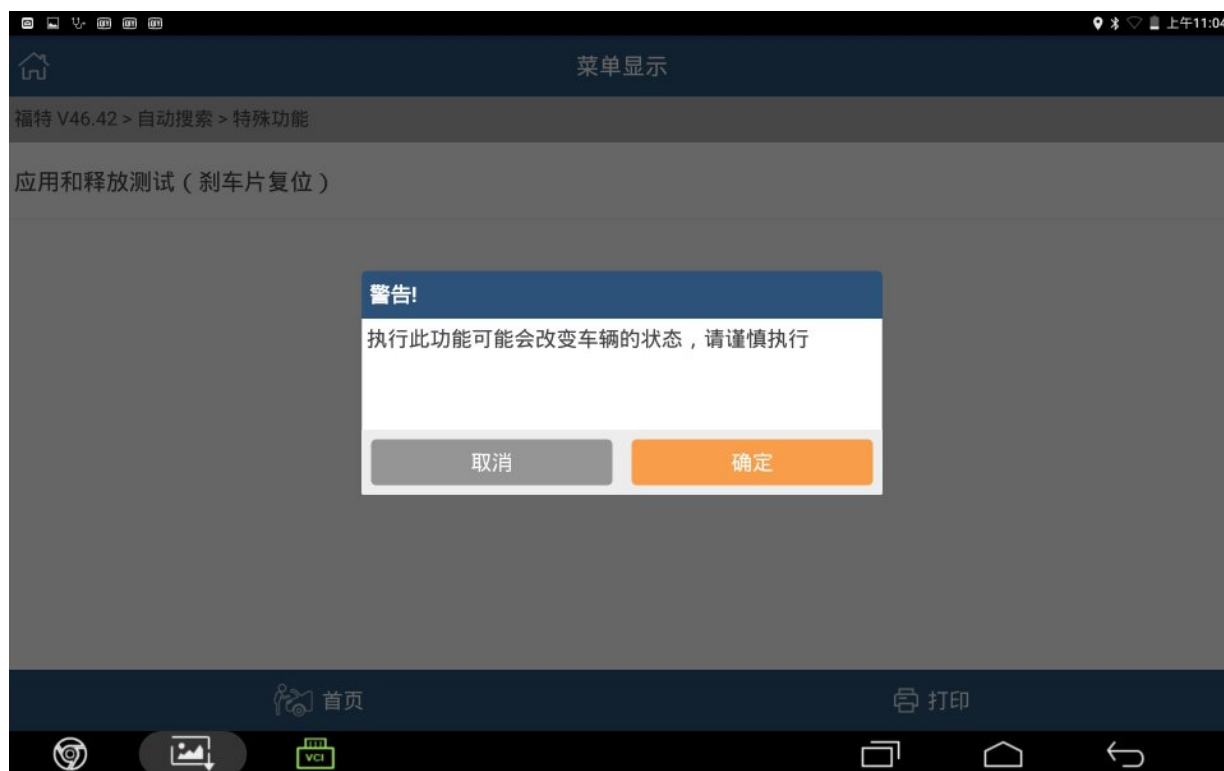 上午11:04
菜单显示
福特 V46.42 > 自动搜索 > 特殊功能
应用和释放测试（刹车片复位）
警告!
执行此功能可能会改变车辆的状态，请谨慎执行
取消
确定
首页
打印
VCI